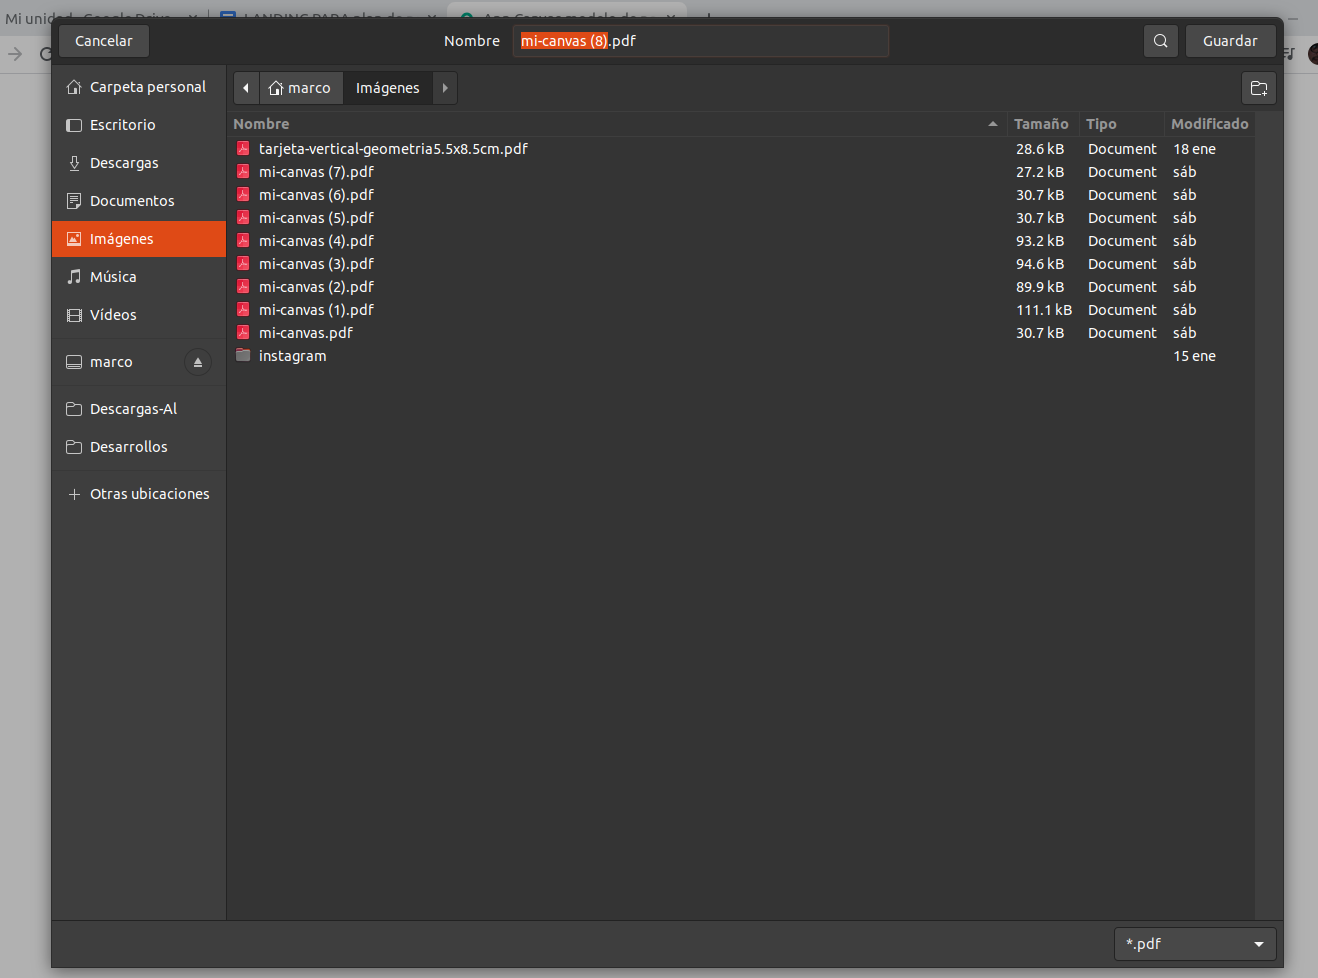 Mi unidad - Google Drive
LANDING PARA plan de
App Canvas modelo de
Cancelar
Nombre
mi-canvas (8).pdf
Guardar
Carpeta personal
Escritorio
Descargas
Documentos
Imágenes
Música
Vídeos
marco
Descargas-Al
Desarrollos
Otras ubicaciones
marco Imágenes
Nombre Tamaño Tipo Modificado
tarjeta-vertical-geometria5.5x8.5cm.pdf 28.6 kB Document 18 ene
mi-canvas (7).pdf 27.2 kB Document sáb
mi-canvas (6).pdf 30.7 kB Document sáb
mi-canvas (5).pdf 30.7 kB Document sáb
mi-canvas (4).pdf 93.2 kB Document sáb
mi-canvas (3).pdf 94.6 kB Document sáb
mi-canvas (2).pdf 89.9 kB Document sáb
mi-canvas (1).pdf 111.1 kB Document sáb
mi-canvas.pdf 30.7 kB Document sáb
instagram 15 ene
*.pdf